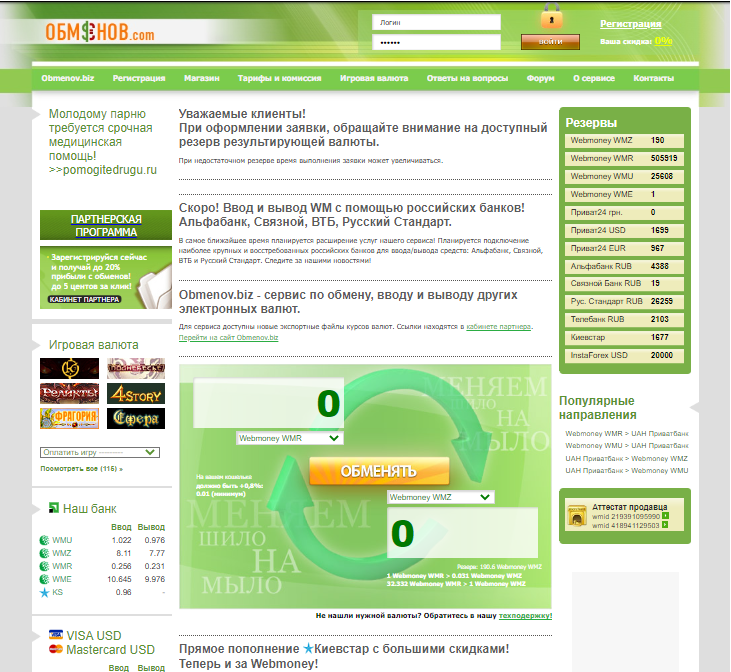 ОБМЕНОВ.com
Логин
••••••
ВОЙТИ
Регистрация
Ваша скидка: 0%
Obmenov.biz Регистрация Магазин Тарифы и комиссия Игровая валюта Ответы на вопросы Форум О сервисе Контакты
Молодому парню
требуется срочная
медицинская
помощь!
>>pomogitedrugu.ru
ПАРТНЕРСКАЯ
ПРОГРАММА
Зарегистрируйся сейчас
и получай до 20%
прибыли с обменов!
до 5 центов за клик!
КАБИНЕТ ПАРТНЕРА
Игровая валюта
Реликты
4STORY
ФРАГОРИЯ
Сфера
Оплатить игру ---------
Посмотреть все (116) »
Наш банк
Ввод Вывод
WMU 1.022 0.976
WMZ 8.11 7.77
WMR 0.256 0.231
WME 10.645 9.976
KS 0.96 -
VISA USD
Mastercard USD
Ввод Вывод
Уважаемые клиенты!
При оформлении заявки, обращайте внимание на доступный
резерв результирующей валюты.
При недостаточном резерве время выполнения заявки может увеличиваться.
Скоро! Ввод и вывод WM с помощью российских банков!
Альфабанк, Связной, ВТБ, Русский Стандарт.
В самое ближайшее время планируется расширение услуг нашего сервиса! Планируется подключение
наиболее крупных и востребованных российских банков для ввода/вывода средств: Альфабанк, Связной,
ВТБ и Русский Стандарт. Следите за нашими новостями!
Obmenov.biz - сервис по обмену, вводу и выводу других
электронных валют.
Для сервиса доступны новые экспортные файлы курсов валют. Ссылки находятся в кабинете партнера.
Перейти на сайт Obmenov.biz
МЕНЯЕМ
ШИЛО
НА
МЫЛО
0
Webmoney WMR
ОБМЕНЯТЬ
На вашем кошельке
должно быть +0,8%:
0.01 (минимум)
Webmoney WMZ
0
МЕНЯЕМ
ШИЛО
НА
МЫЛО
Резерв: 190.6 Webmoney WMZ
1 Webmoney WMR > 0.031 Webmoney WMZ
32.332 Webmoney WMR > 1 Webmoney WMZ
Не нашли нужной валюты? Обратитесь в нашу техподдержку!
Прямое пополнение Киевстар с большими скидками!
Теперь и за Webmoney!
Резервы
Webmoney WMZ 190
Webmoney WMR 505919
Webmoney WMU 25608
Webmoney WME 1
Приват24 грн. 0
Приват24 USD 1699
Приват24 EUR 967
Альфабанк RUB 4388
Связной Банк RUB 19
Рус. Стандарт RUB 26259
Телебанк RUB 2103
Киевстар 1677
InstaForex USD 20000
Популярные
направления
Webmoney WMR > UAH Приватбанк
Webmoney WMU > UAH Приватбанк
UAH Приватбанк > Webmoney WMZ
UAH Приватбанк > Webmoney WMU
Аттестат продавца
wmid 219391095990
wmid 418941129503